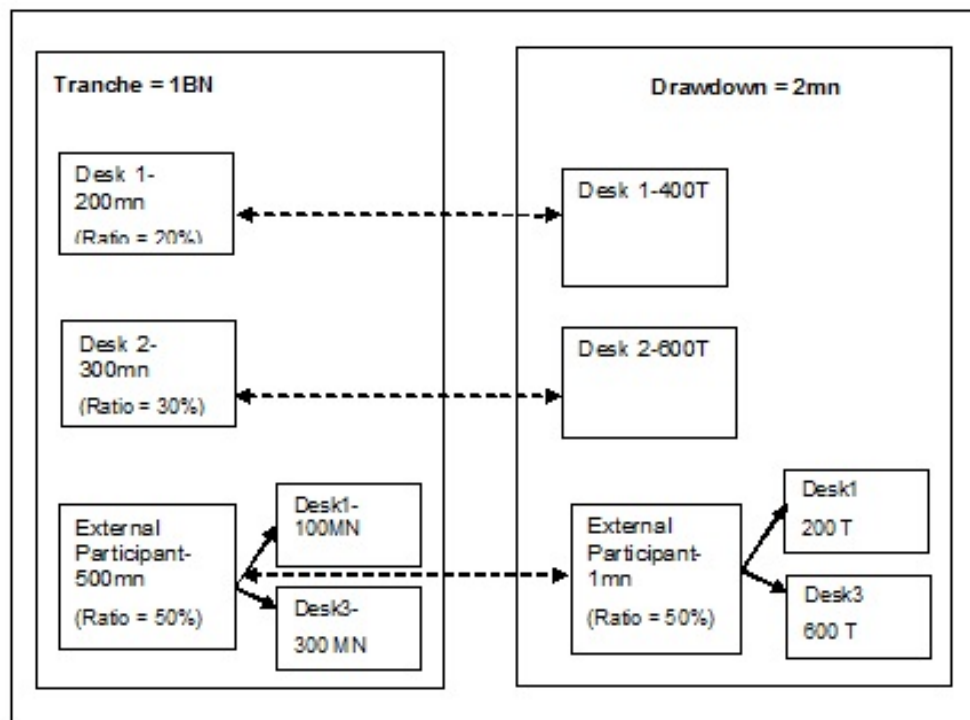 Tranche = 1BN
Desk 1-
200mn
(Ratio = 20%)
Desk 2-
300mn
(Ratio = 30%)
External
Participant-
500mn
(Ratio = 50%)
Desk1-
100MN
Desk3-
300 MN
Drawdown = 2mn
Desk 1-400T
Desk 2-600T
External
Participant-
1mn
(Ratio = 50%)
Desk1
200 T
Desk3
600 T